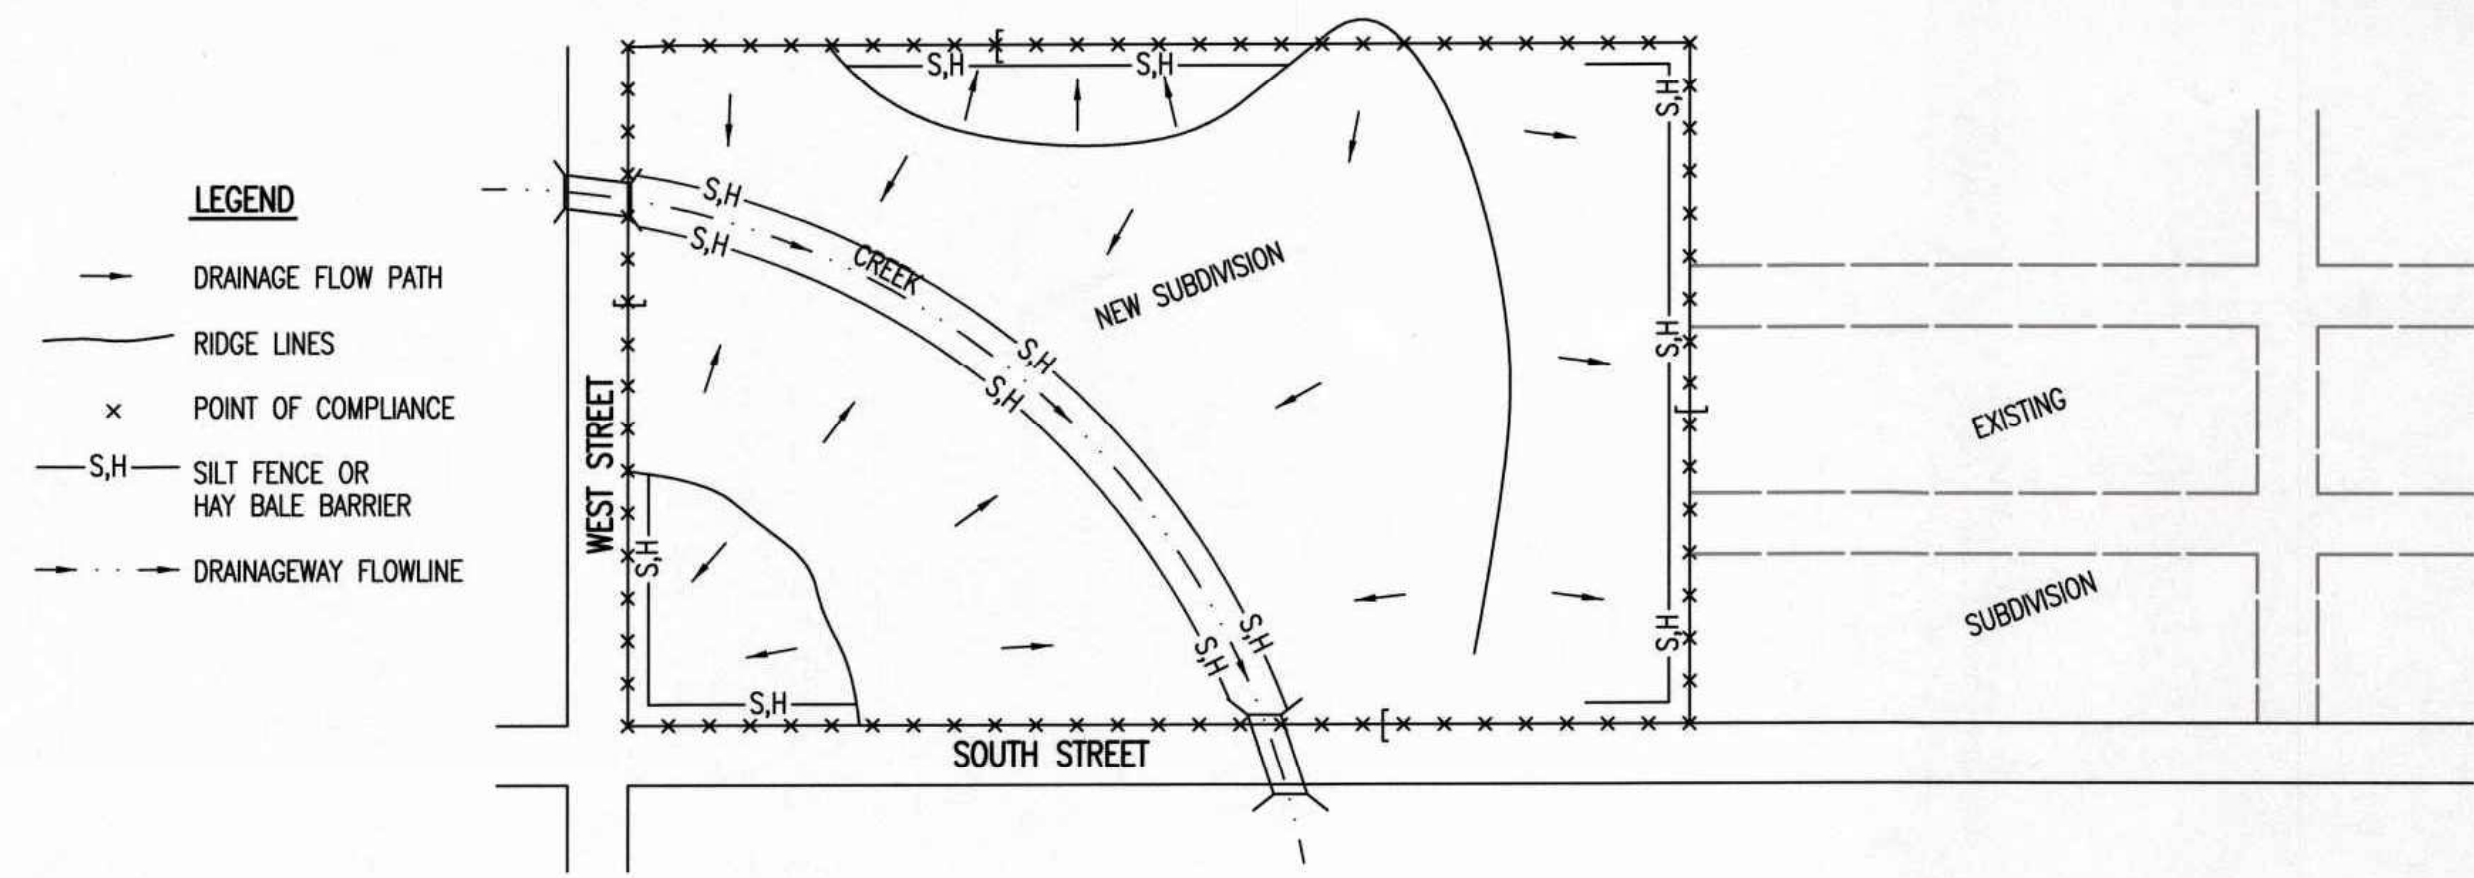 LEGEND
DRAINAGE FLOW PATH
RIDGE LINES
x POINT OF COMPLIANCE
S,H SILT FENCE OR
HAY BALE BARRIER
DRAINAGEWAY FLOWLINE
S,H
S,H
S,H
S,H
S,H
CREEK
NEW SUBDIVISION
S,H
S,H
S,H
WEST STREET
EXISTING
S,H
S,H
S,H
S,H
SUBDIVISION
S,H
SOUTH STREET